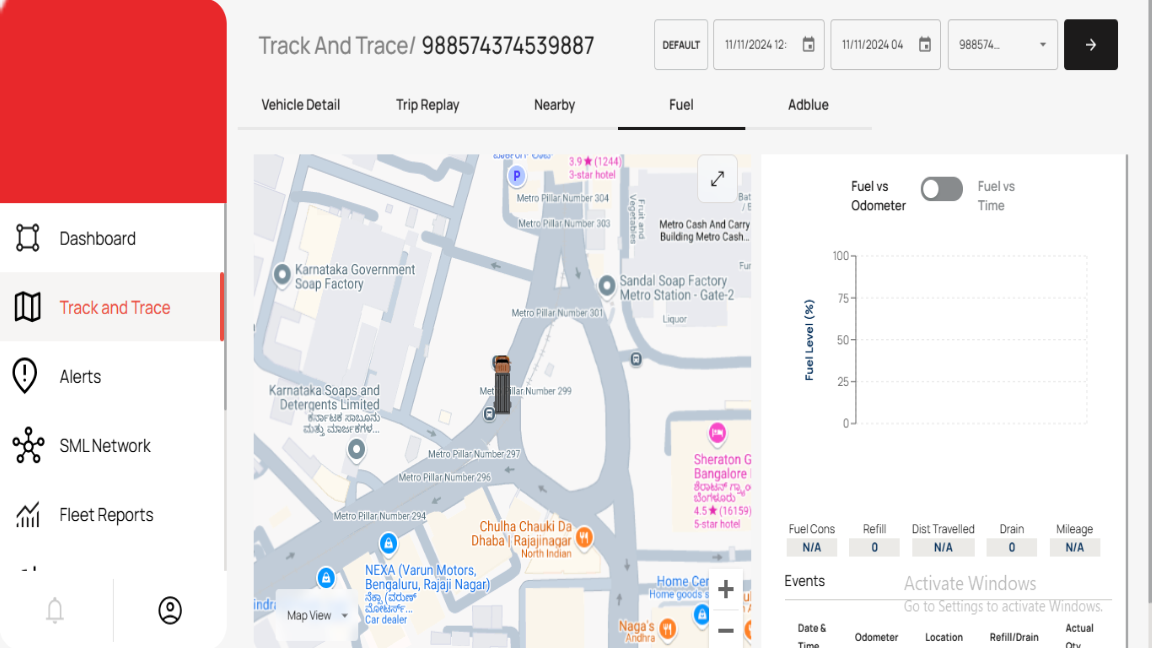 Track And Trace/ 988574374539887
DEFAULT
11/11/2024 12:
11/11/2024 04
988574...
Vehicle Detail
Trip Replay
Nearby
Fuel
Adblue
Dashboard
Track and Trace
Alerts
SML Network
Fleet Reports
3.9★(1244)
3-star hotel
P
Metro Pillar Number 304
Metro Pillar Number 303
Fruit and
Vegetables
Metro Cash And Carry
Building Metro Cash...
Karnataka Government
Soap Factory
Sandal Soap Factory
Metro Station - Gate-2
Metro Pillar Number 301
Liquor
Karnataka Soaps and
Detergents Limited
ಕರ್ನಾಟಕ ಸಾಬೂನು
ಮತ್ತು ಮಾರ್ಜಕಗಳ...
Number 299
Metro Pillar Number 297
Metro Pillar Number 296
Metro Pillar Number 294
Sheraton G
Bangalore
ಬೆಂಗಳೂರು
4.5★(16159)
5-star hotel
Chulha Chauki Da
Dhaba | Rajajinagar
North Indian
NEXA (Varun Motors,
Bengaluru, Rajaji Nagar)
ನೆಕ್ಸಾ (ವರುಣ್
ಮೋಟರ್ಸ್...
Car dealer
Home Cen
Home goods s
Naga's
Andhra
Map View
+
−
Fuel vs
Odometer
Fuel vs
Time
Fuel Level (%)
100
75
50
25
0
Fuel Cons
Refill
Dist Travelled
Drain
Mileage
N/A
0
N/A
0
N/A
Events
Activate Windows
Go to Settings to activate Windows.
Date &
Time
Odometer
Location
Refill/Drain
Actual
Qty